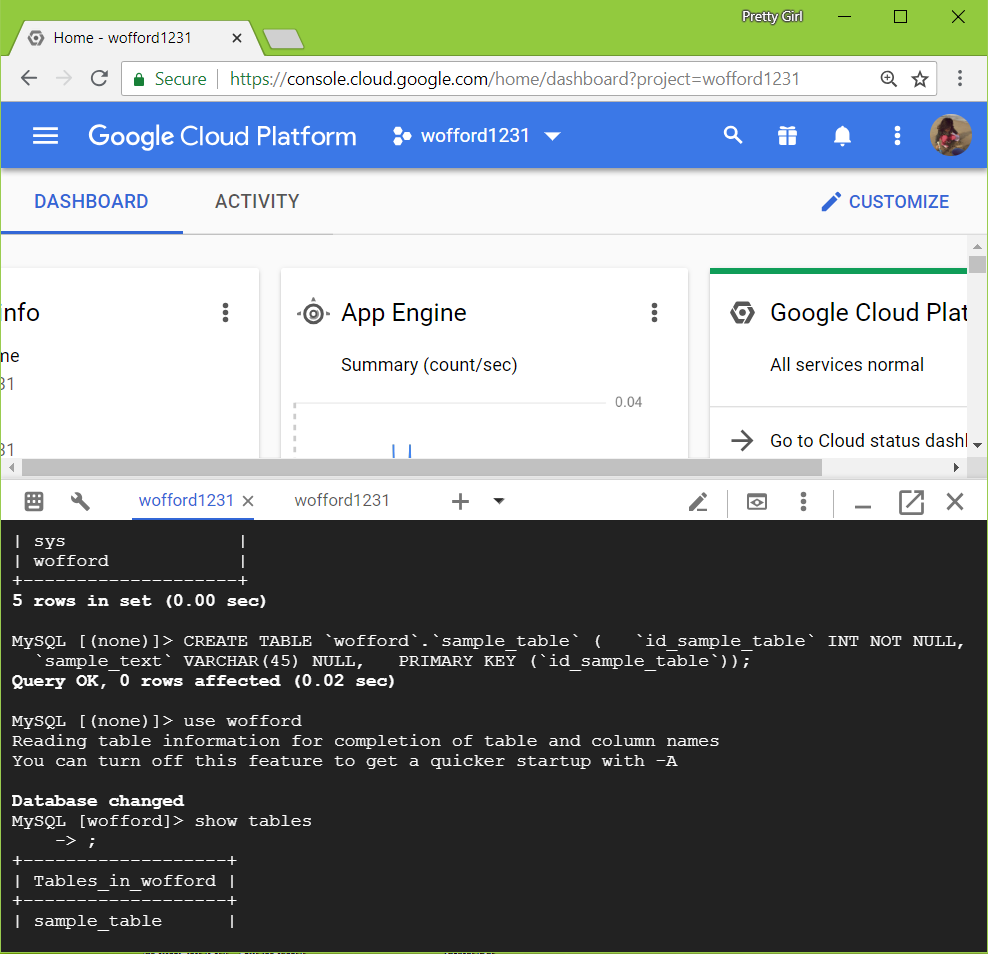 Pretty Girl
Home - wofford1231
Secure https://console.cloud.google.com/home/dashboard?project=wofford1231
Google Cloud Platform wofford1231
DASHBOARD ACTIVITY CUSTOMIZE
nfo App Engine Google Cloud Plat
me Summary (count/sec) All services normal
31 0.04
31 Go to Cloud status dashl
wofford1231 wofford1231
| sys |
| wofford |
+--------------------+
5 rows in set (0.00 sec)
MySQL [(none)]> CREATE TABLE `wofford`.`sample_table` (   `id_sample_table` INT NOT NULL,
  `sample_text` VARCHAR(45) NULL,   PRIMARY KEY (`id_sample_table`));
Query OK, 0 rows affected (0.02 sec)
MySQL [(none)]> use wofford
Reading table information for completion of table and column names
You can turn off this feature to get a quicker startup with -A
Database changed
MySQL [wofford]> show tables
    -> ;
+-------------------+
| Tables_in_wofford |
+-------------------+
| sample_table      |